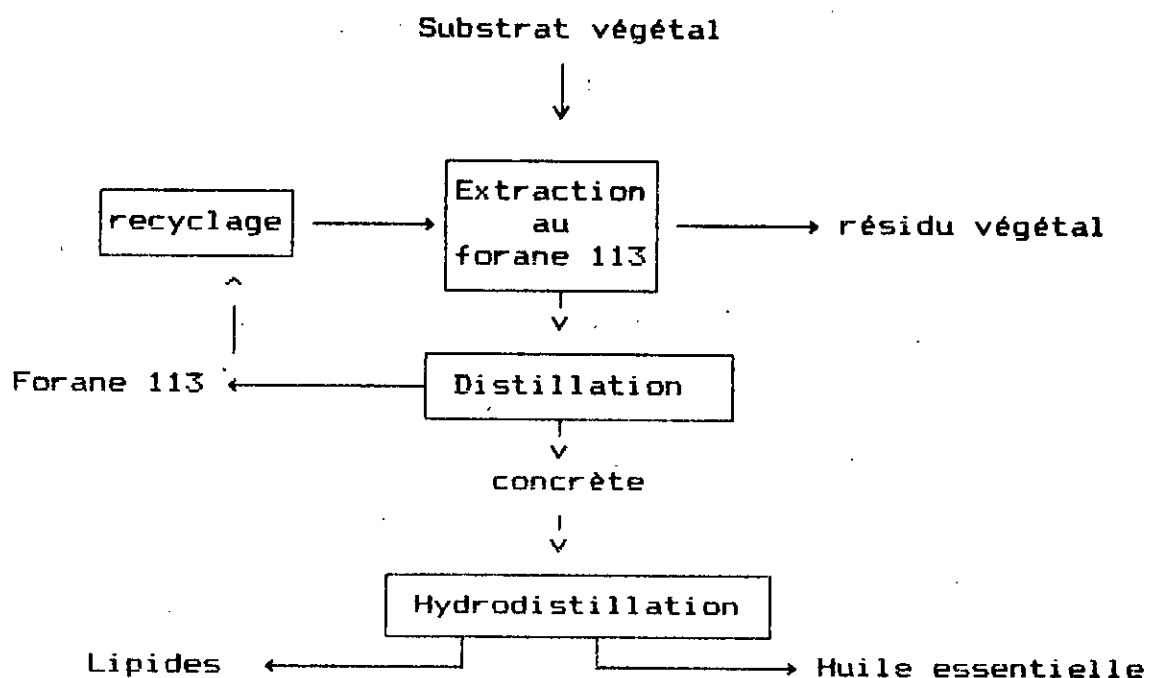 Substrat végétal
Extraction
au
forane 113
recyclage
résidu végétal
Forane 113
Distillation
concrète
Hydrodistillation
Lipides
Huile essentielle